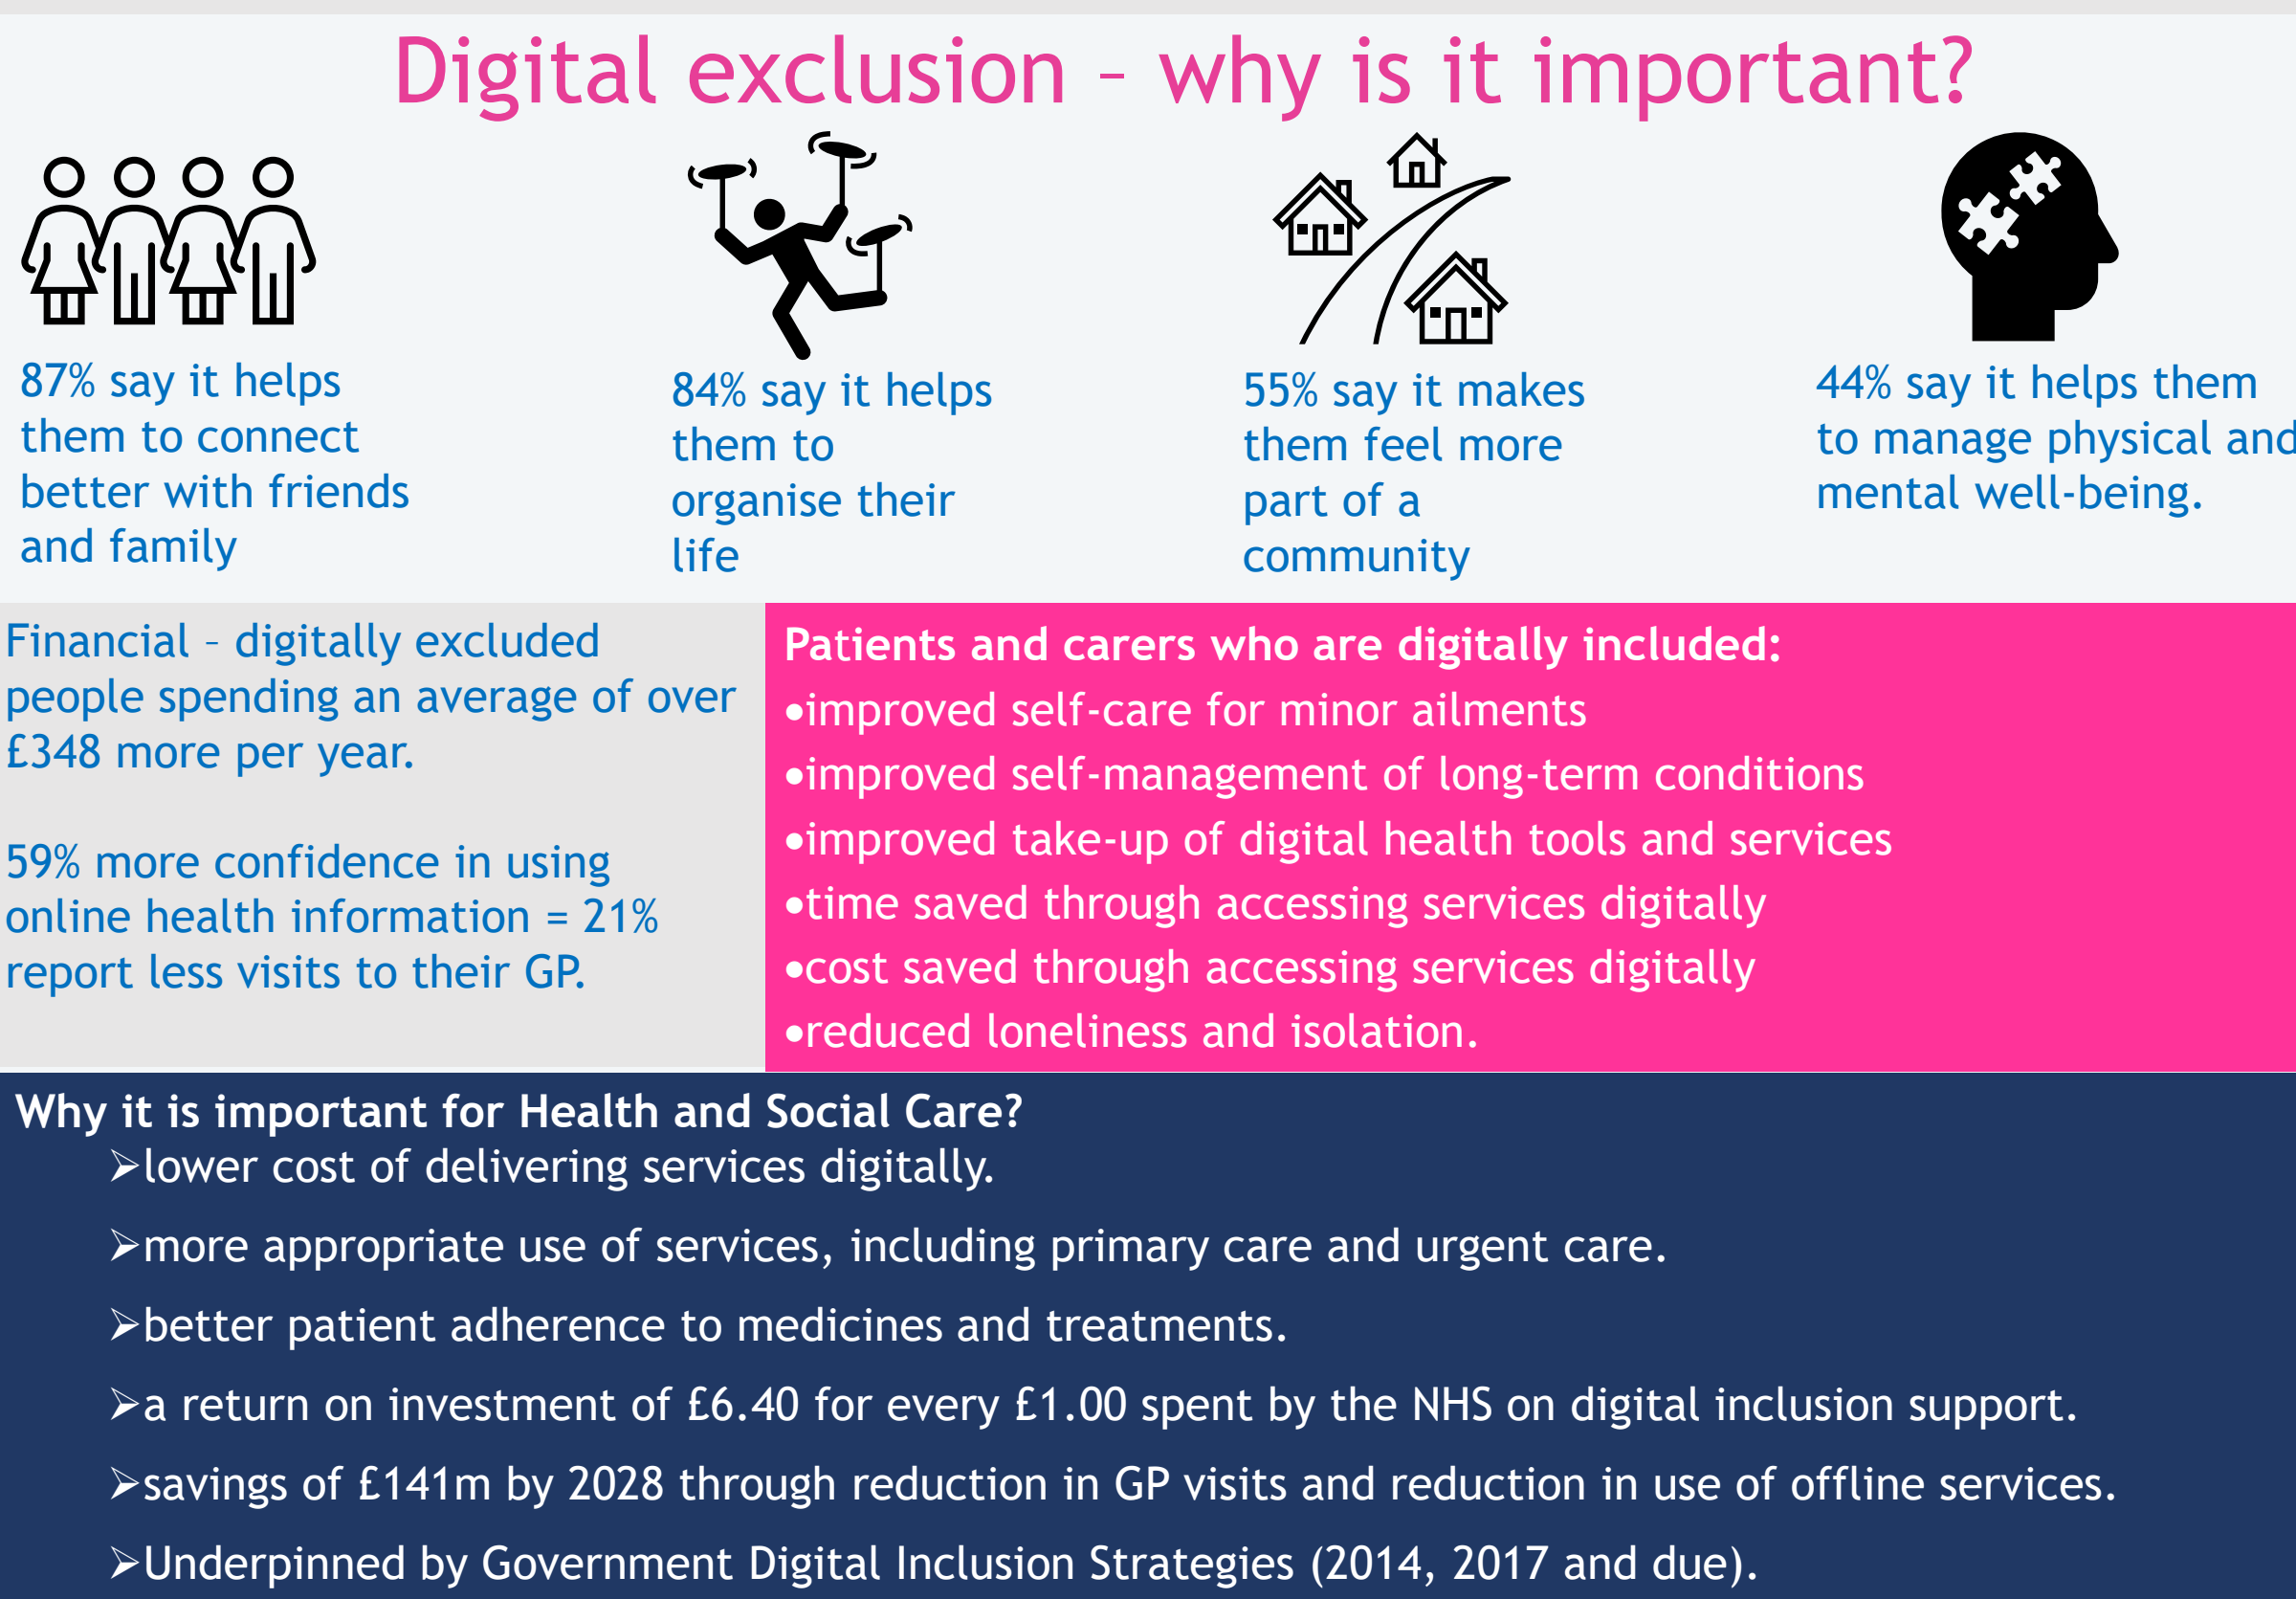 Digital exclusion – why is it important?
87% say it helps
them to connect
better with friends
and family
84% say it helps
them to
organise their
life
55% say it makes
them feel more
part of a
community
44% say it helps them
to manage physical and
mental well-being.
Financial – digitally excluded
people spending an average of over
£348 more per year.
59% more confidence in using
online health information = 21%
report less visits to their GP.
Patients and carers who are digitally included:
•improved self-care for minor ailments
•improved self-management of long-term conditions
•improved take-up of digital health tools and services
•time saved through accessing services digitally
•cost saved through accessing services digitally
•reduced loneliness and isolation.
Why it is important for Health and Social Care?
➢lower cost of delivering services digitally.
➢more appropriate use of services, including primary care and urgent care.
➢better patient adherence to medicines and treatments.
➢a return on investment of £6.40 for every £1.00 spent by the NHS on digital inclusion support.
➢savings of £141m by 2028 through reduction in GP visits and reduction in use of offline services.
➢Underpinned by Government Digital Inclusion Strategies (2014, 2017 and due).